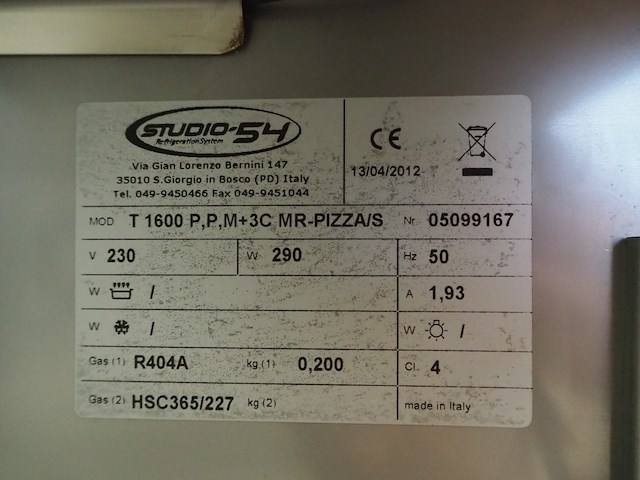 STUDIO-54
Refrigeration System
Via Gian Lorenzo Bernini 147
35010 S.Giorgio in Bosco (PD) Italy
Tel. 049-9450466 Fax 049-9451044
CE
13/04/2012
MOD T 1600 P,P,M+3C MR-PIZZA/S Nr 05099167
V 230 W 290 Hz 50
W / A 1,93
W / W /
Gas (1) R404A kg (1) 0,200 Cl. 4
Gas (2) HSC365/227 kg (2) made in Italy